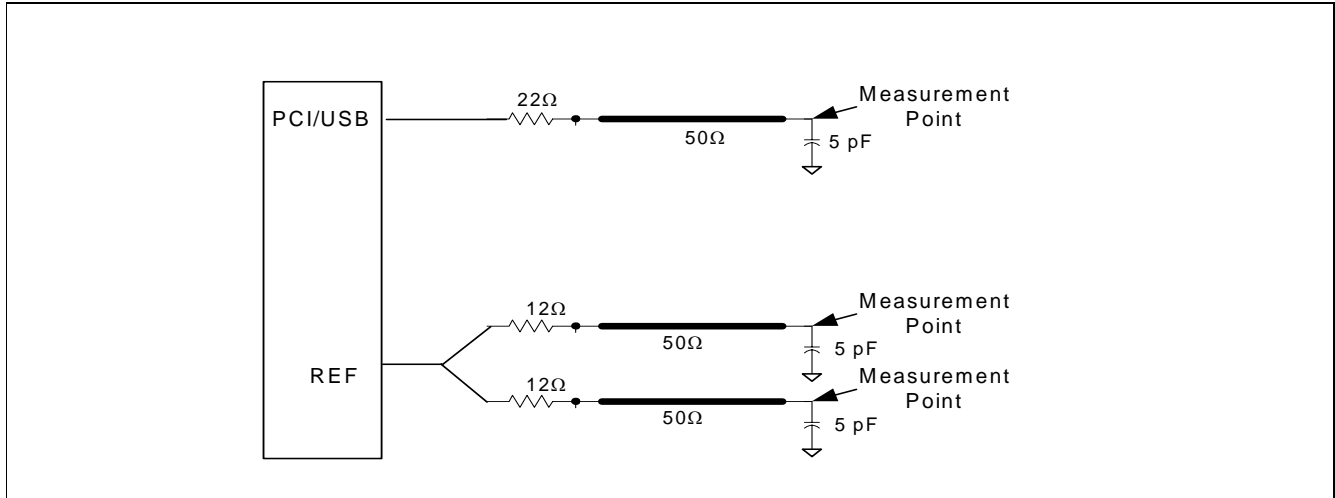 PCI/USB
22Ω
50Ω
Measurement
Point
5 pF
REF
12Ω
50Ω
Measurement
Point
5 pF
12Ω
50Ω
Measurement
Point
5 pF